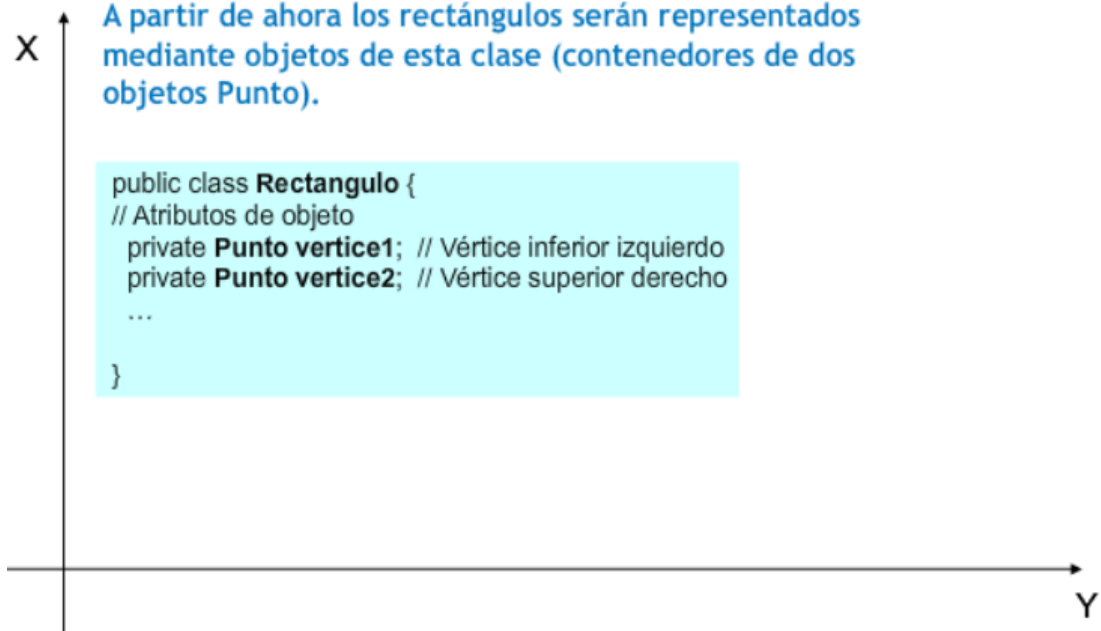 X
A partir de ahora los rectángulos serán representados
mediante objetos de esta clase (contenedores de dos
objetos Punto).
public class Rectangulo {
// Atributos de objeto
private Punto vertice1; // Vértice inferior izquierdo
private Punto vertice2; // Vértice superior derecho
...
}
Y